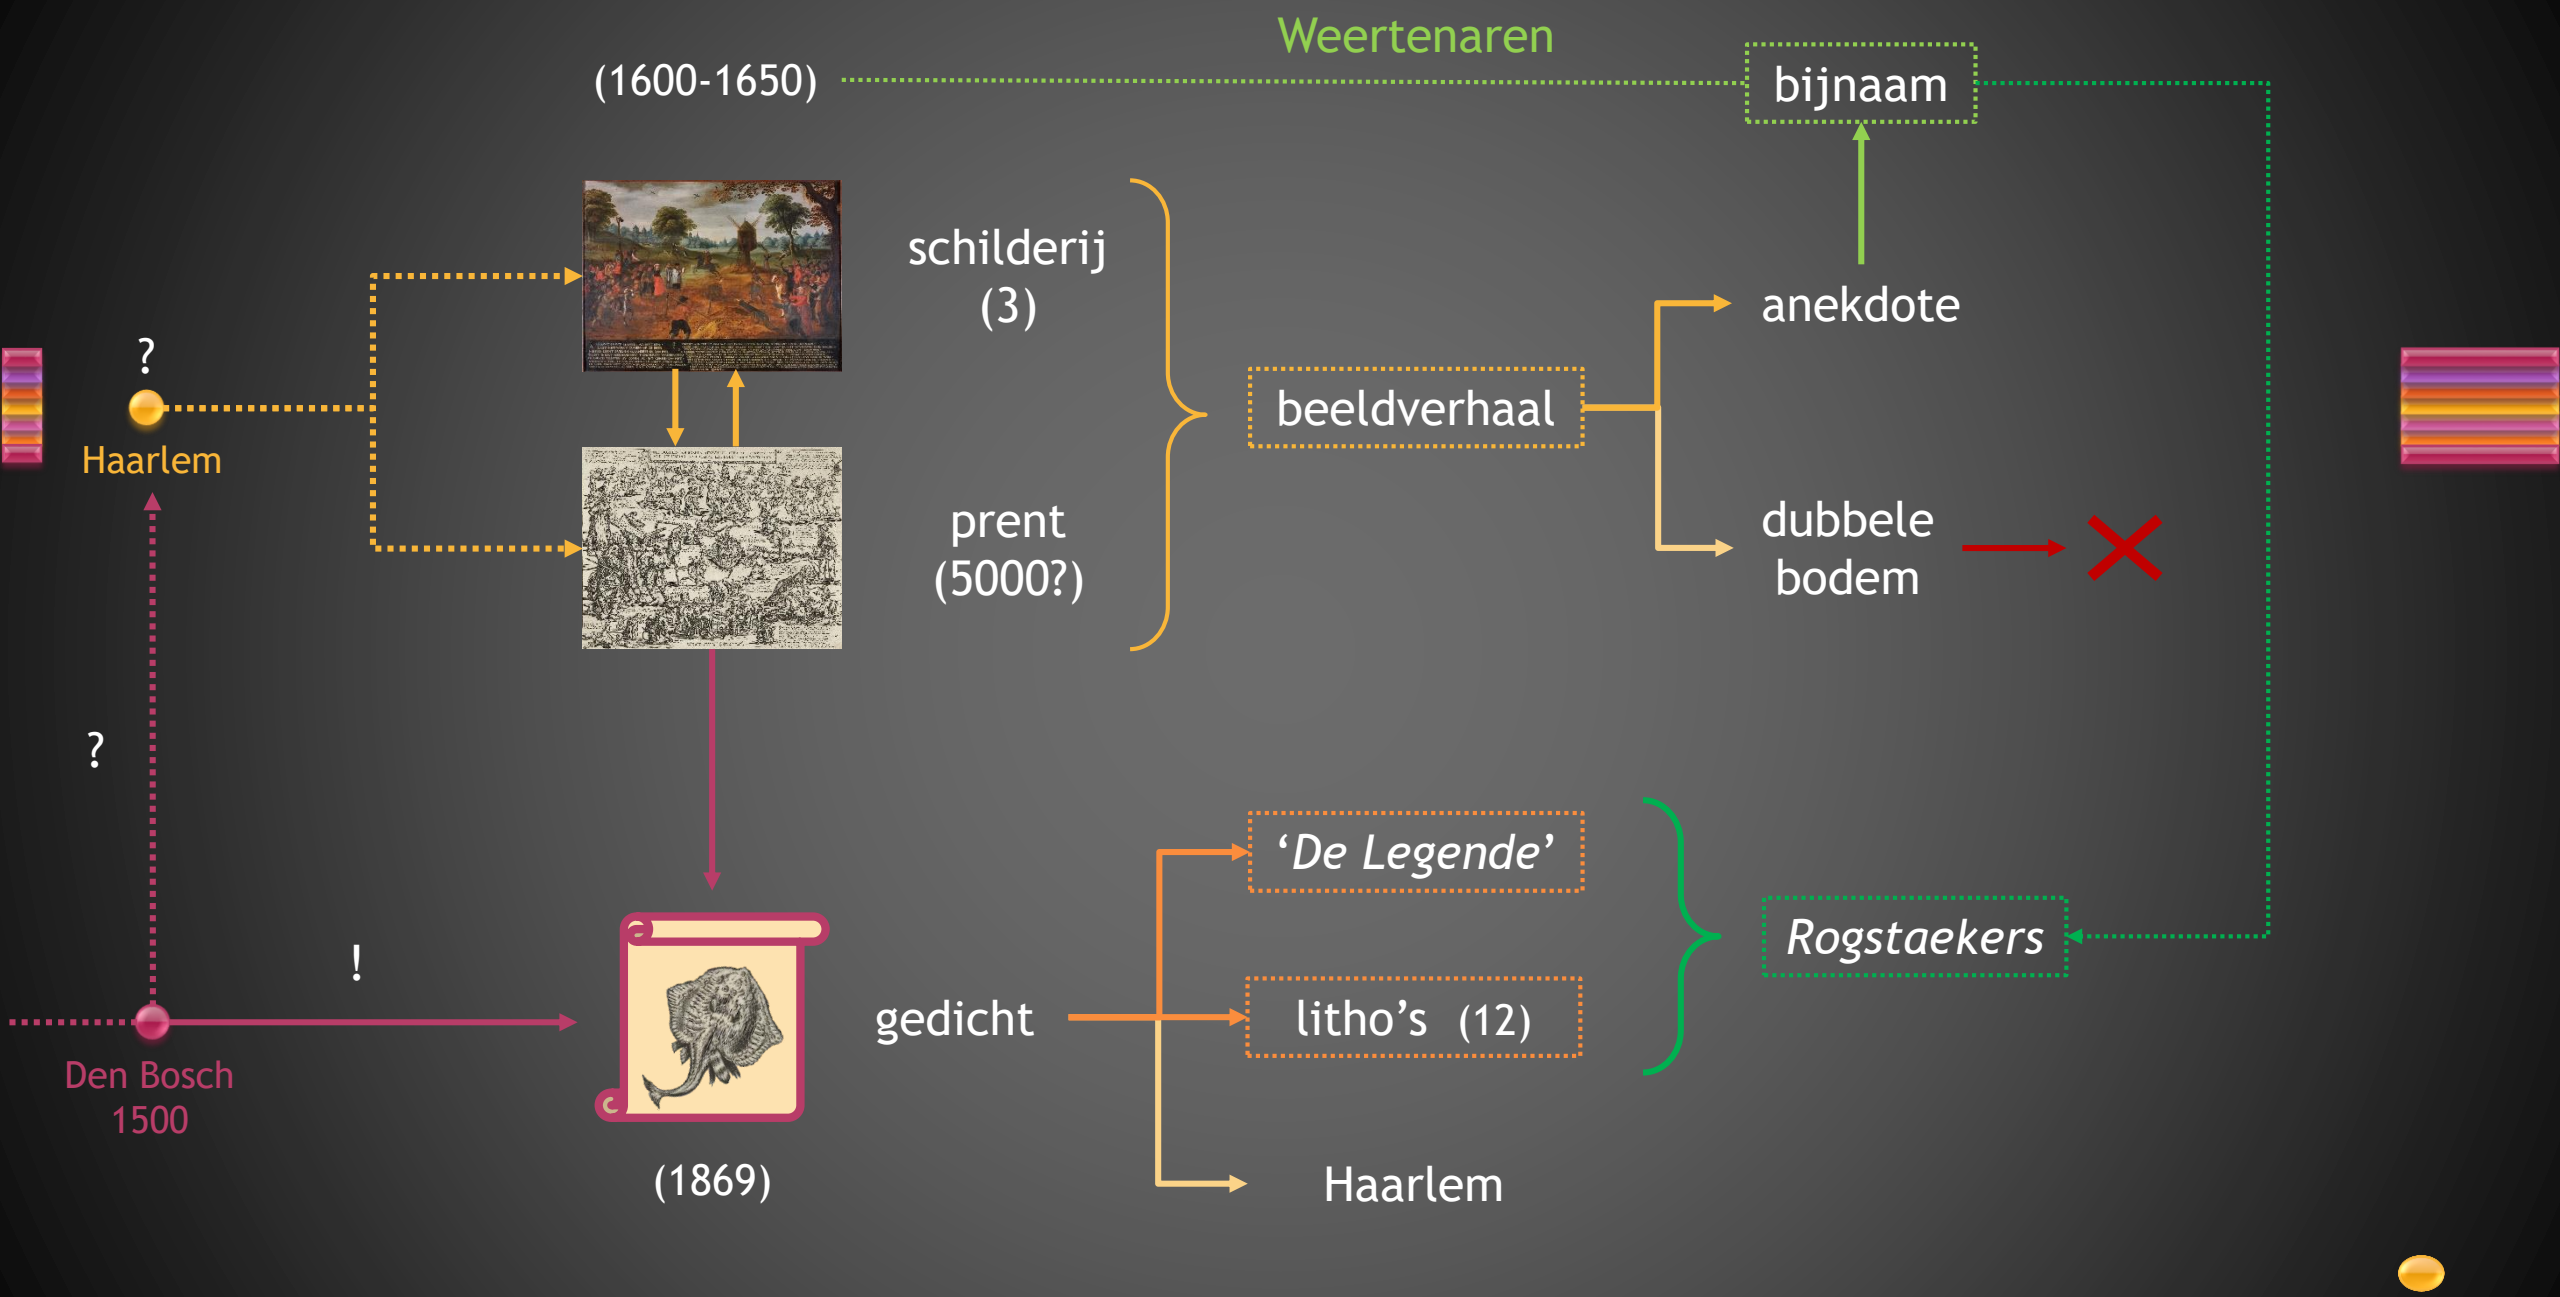 Weertenaren
(1600-1650)
bijnaam
schilderij
(3)
anekdote
?
Haarlem
beeldverhaal
prent
(5000?)
dubbele
bodem
?
‘De Legende’
Rogstaekers
!
gedicht
litho’s (12)
Den Bosch
1500
(1869)
Haarlem